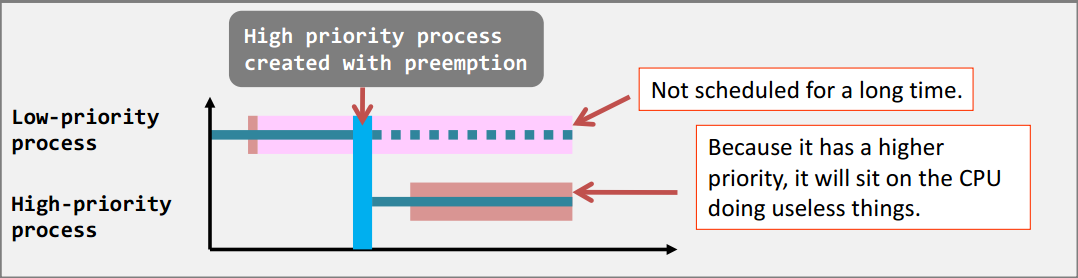 High priority process
created with preemption
Not scheduled for a long time.
Low-priority
process
Because it has a higher
priority, it will sit on the CPU
doing useless things.
High-priority
process